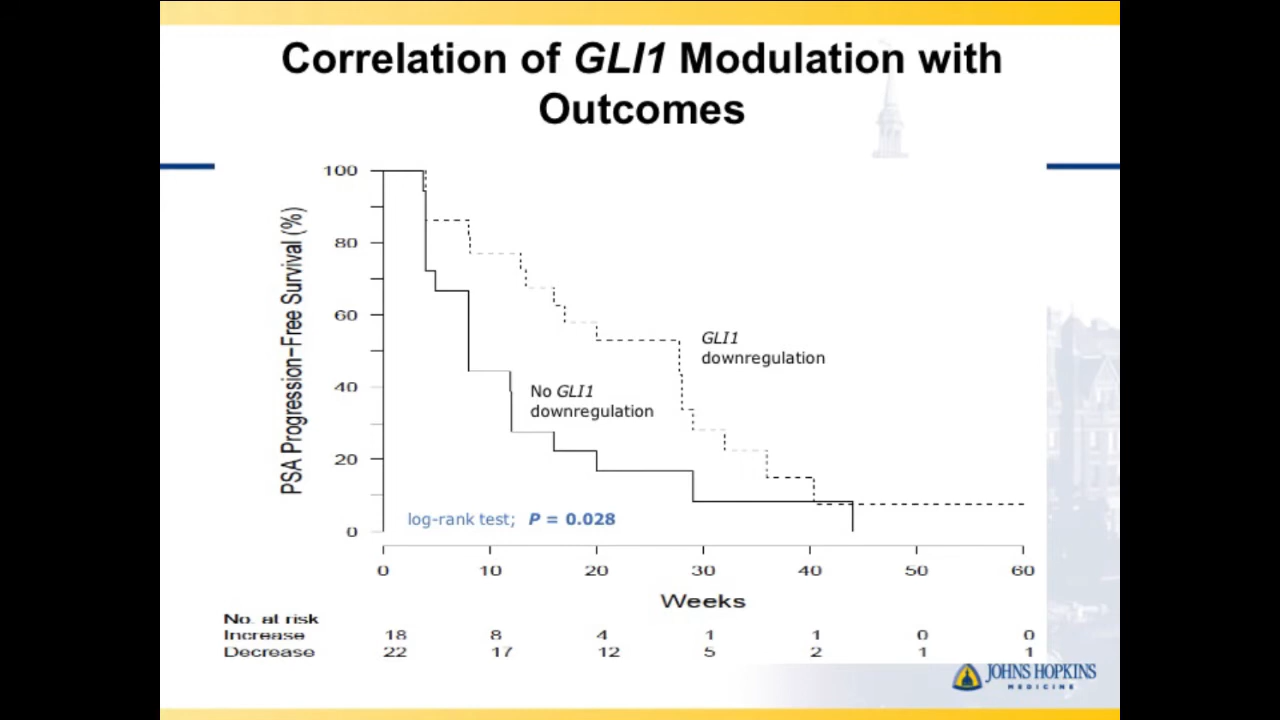 Correlation of GLI1 Modulation with
Outcomes
PSA Progression-Free Survival (%)
100
80
60
40
20
0
GLI1
downregulation
No GLI1
downregulation
log-rank test; P = 0.028
0 10 20 30 40 50 60
Weeks
No. at risk
Increase 18 8 4 1 1 0 0
Decrease 22 17 12 5 2 1 1
JOHNS HOPKINS
MEDICINE